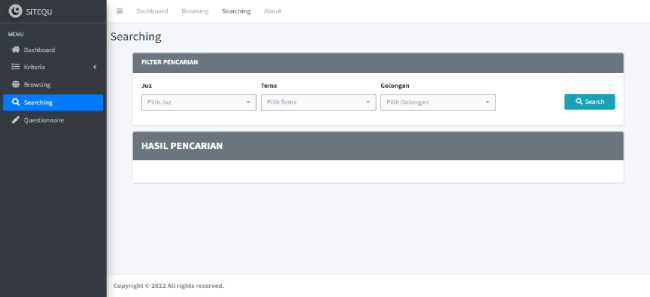 SITEQU
Dashboard Browsing Searching About
MENU
Dashboard
Kriteria
Browsing
Searching
Questionnaire
Searching
FILTER PENCARIAN
Juz Tema Golongan
Pilih Juz Pilih Tema Pilih Golongan Search
HASIL PENCARIAN
Copyright © 2022 All rights reserved.